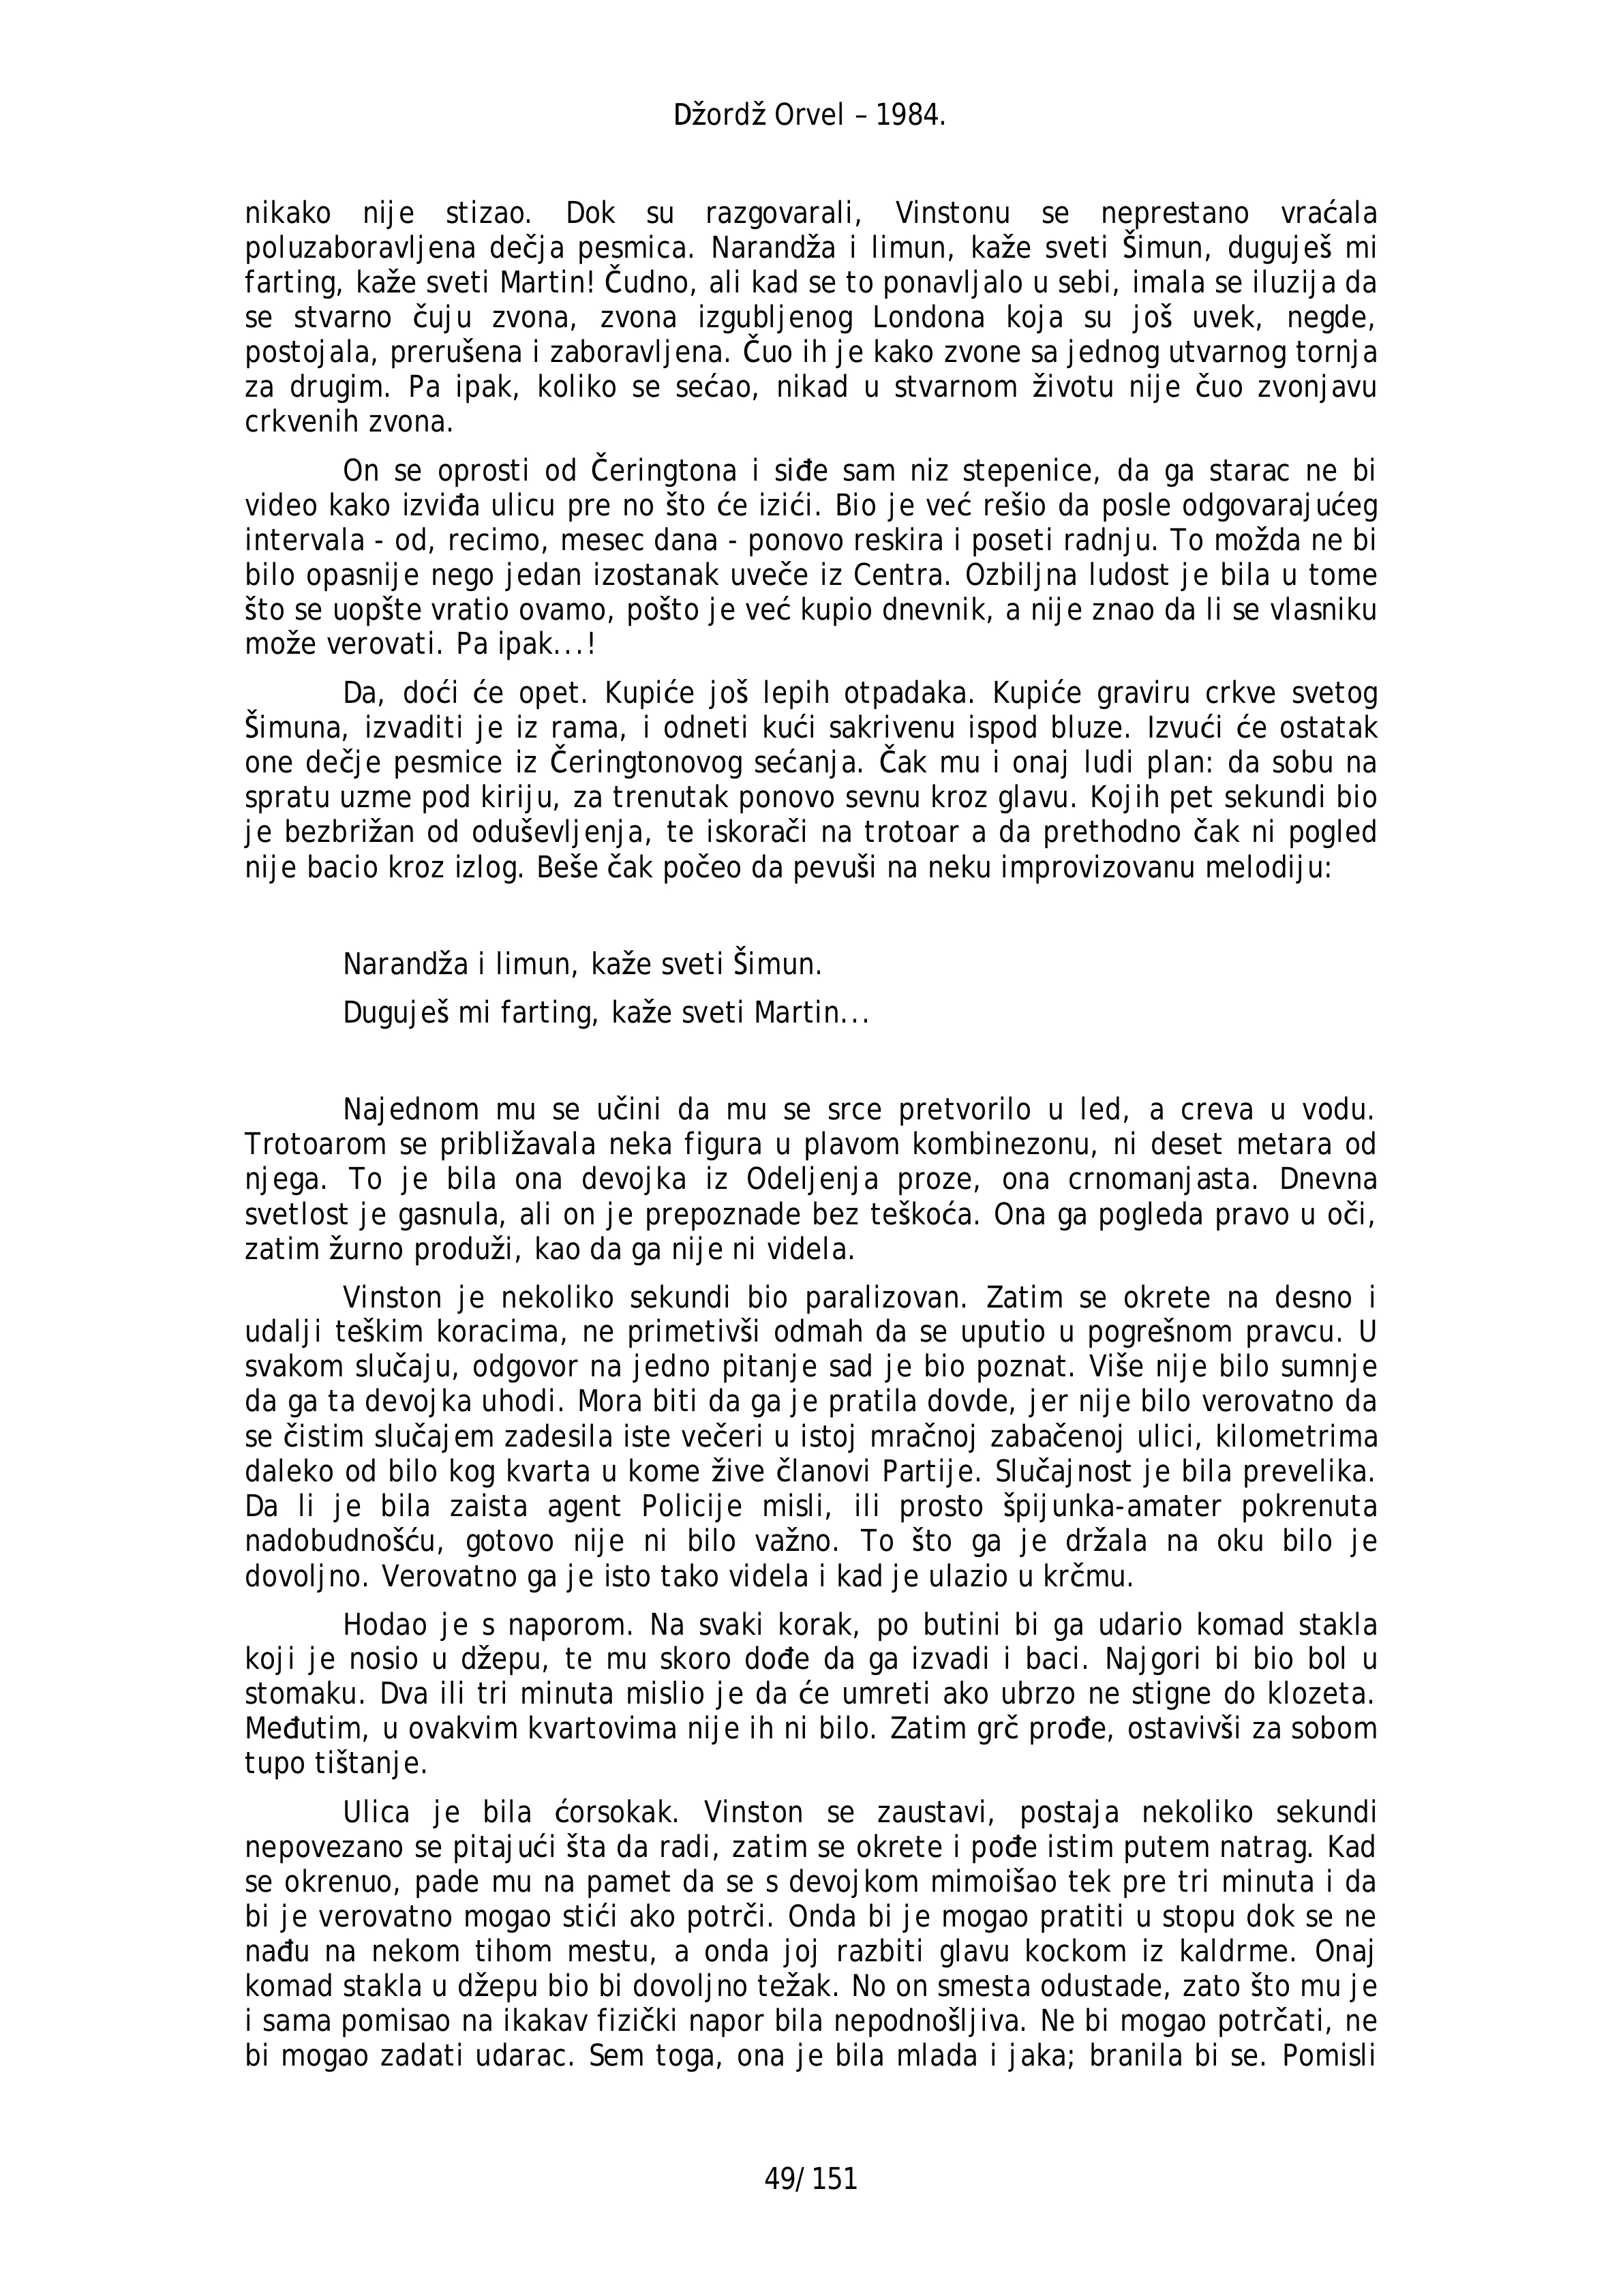 Džordž Orvel – 1984.
nikako nije stizao. Dok su razgovarali, Vinstonu se neprestano vraćala
poluzaboravljena dečja pesmica. Narandža i limun, kaže sveti Šimun, duguješ mi
farting, kaže sveti Martin! Čudno, ali kad se to ponavljalo u sebi, imala se iluzija da
se stvarno čuju zvona, zvona izgubljenog Londona koja su još uvek, negde,
postojala, prerušena i zaboravljena. Čuo ih je kako zvone sa jednog utvarnog tornja
za drugim. Pa ipak, koliko se sećao, nikad u stvarnom životu nije čuo zvonjavu
crkvenih zvona.
On se oprosti od Čeringtona i siđe sam niz stepenice, da ga starac ne bi
video kako izviđa ulicu pre no što će izići. Bio je već rešio da posle odgovarajućeg
intervala - od, recimo, mesec dana - ponovo reskira i poseti radnju. To možda ne bi
bilo opasnije nego jedan izostanak uveče iz Centra. Ozbiljna ludost je bila u tome
što se uopšte vratio ovamo, pošto je već kupio dnevnik, a nije znao da li se vlasniku
može verovati. Pa ipak...!
Da, doći će opet. Kupiće još lepih otpadaka. Kupiće graviru crkve svetog
Šimuna, izvaditi je iz rama, i odneti kući sakrivenu ispod bluze. Izvući će ostatak
one dečje pesmice iz Čeringtonovog sećanja. Čak mu i onaj ludi plan: da sobu na
spratu uzme pod kiriju, za trenutak ponovo sevnu kroz glavu. Kojih pet sekundi bio
je bezbrižan od oduševljenja, te iskorači na trotoar a da prethodno čak ni pogled
nije bacio kroz izlog. Beše čak počeo da pevuši na neku improvizovanu melodiju:
Narandža i limun, kaže sveti Šimun.
Duguješ mi farting, kaže sveti Martin...
Najednom mu se učini da mu se srce pretvorilo u led, a creva u vodu.
Trotoarom se približavala neka figura u plavom kombinezonu, ni deset metara od
njega. To je bila ona devojka iz Odeljenja proze, ona crnomanjasta. Dnevna
svetlost je gasnula, ali on je prepoznade bez teškoća. Ona ga pogleda pravo u oči,
zatim žurno produži, kao da ga nije ni videla.
Vinston je nekoliko sekundi bio paralizovan. Zatim se okrete na desno i
udalji teškim koracima, ne primetivši odmah da se uputio u pogrešnom pravcu. U
svakom slučaju, odgovor na jedno pitanje sad je bio poznat. Više nije bilo sumnje
da ga ta devojka uhodi. Mora biti da ga je pratila dovde, jer nije bilo verovatno da
se čistim slučajem zadesila iste večeri u istoj mračnoj zabačenoj ulici, kilometrima
daleko od bilo kog kvarta u kome žive članovi Partije. Slučajnost je bila prevelika.
Da li je bila zaista agent Policije misli, ili prosto špijunka-amater pokrenuta
nadobudnošću, gotovo nije ni bilo važno. To što ga je držala na oku bilo je
dovoljno. Verovatno ga je isto tako videla i kad je ulazio u krčmu.
Hodao je s naporom. Na svaki korak, po butini bi ga udario komad stakla
koji je nosio u džepu, te mu skoro dođe da ga izvadi i baci. Najgori bi bio bol u
stomaku. Dva ili tri minuta mislio je da će umreti ako ubrzo ne stigne do klozeta.
Međutim, u ovakvim kvartovima nije ih ni bilo. Zatim grč prođe, ostavivši za sobom
tupo tištanje.
Ulica je bila ćorsokak. Vinston se zaustavi, postaja nekoliko sekundi
nepovezano se pitajući šta da radi, zatim se okrete i pođe istim putem natrag. Kad
se okrenuo, pade mu na pamet da se s devojkom mimoišao tek pre tri minuta i da
bi je verovatno mogao stići ako potrči. Onda bi je mogao pratiti u stopu dok se ne
nađu na nekom tihom mestu, a onda joj razbiti glavu kockom iz kaldrme. Onaj
komad stakla u džepu bio bi dovoljno težak. No on smesta odustade, zato što mu je
i sama pomisao na ikakav fizički napor bila nepodnošljiva. Ne bi mogao potrčati, ne
bi mogao zadati udarac. Sem toga, ona je bila mlada i jaka; branila bi se. Pomisli
49/ 151